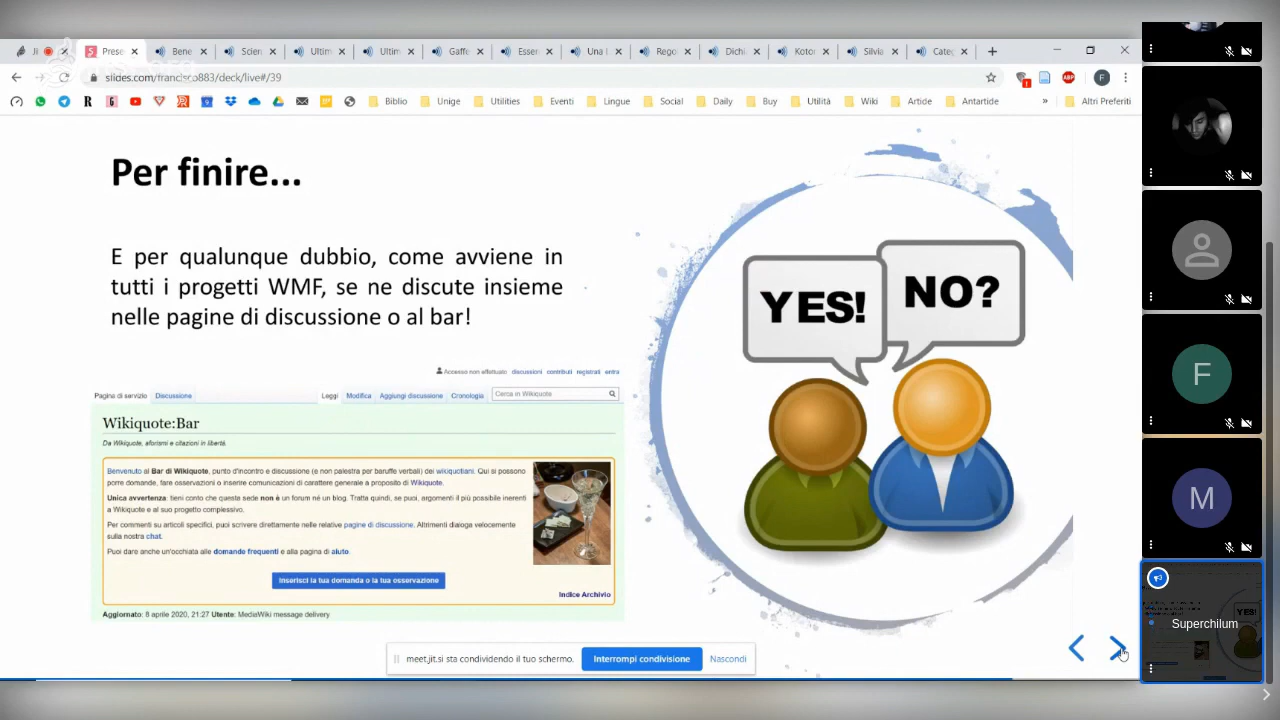 Ji
Prese
Bene
Scien
Ultim
Ultim
Gaffe
Esser
Una l
Rego
Dichi
Kotor
Silvia
Categ
slides.com/francisco883/deck/live#/39
ABP
F
Biblio
Unige
Utilities
Eventi
Lingue
Social
Daily
Buy
Utilità
Wiki
Artide
Antartide
»
Altri Preferiti
Per finire...
E per qualunque dubbio, come avviene in
tutti i progetti WMF, se ne discute insieme
nelle pagine di discussione o al bar!
YES!
NO?
Accesso non effettuato discussioni contributi registrati entra
Pagina di servizio Discussione Leggi Modifica Aggiungi discussione Cronologia Cerca in Wikiquote
Wikiquote:Bar
Da Wikiquote, aforismi e citazioni in libertà.
Benvenuto al Bar di Wikiquote, punto d'incontro e discussione (e non palestra per baruffe verbali) dei wikiquotiani. Qui si possono
porre domande, fare osservazioni o inserire comunicazioni di carattere generale a proposito di Wikiquote.
Unica avvertenza: tieni conto che questa sede non è un forum né un blog. Tratta quindi, se puoi, argomenti il più possibile inerenti
a Wikiquote e al suo progetto complessivo.
Per commenti su articoli specifici, puoi scrivere direttamente nelle relative pagine di discussione. Altrimenti dialoga velocemente
sulla nostra chat.
Puoi dare anche un'occhiata alle domande frequenti e alla pagina di aiuto.
Inserisci la tua domanda o la tua osservazione
Indice Archivio
Aggiornato: 8 aprile 2020, 21:27 Utente: MediaWiki message delivery
meet.jit.si sta condividendo il tuo schermo.
Interrompi condivisione
Nascondi
F
M
Superchilum